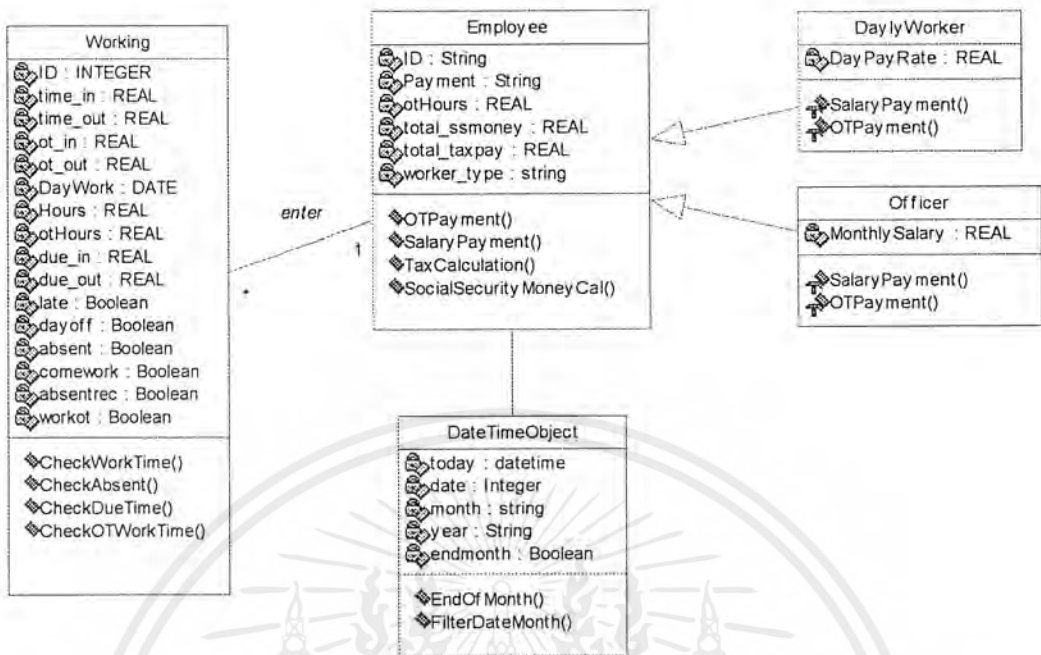 Working
ID : INTEGER
time_in : REAL
time_out : REAL
ot_in : REAL
ot_out : REAL
DayWork : DATE
Hours : REAL
otHours : REAL
due_in : REAL
due_out : REAL
late : Boolean
dayoff : Boolean
absent : Boolean
comework : Boolean
absentrec : Boolean
workot : Boolean
CheckWorkTime()
CheckAbsent()
CheckDueTime()
CheckOTWorkTime()
enter
1
*
Employee
ID : String
Payment : String
otHours : REAL
total_ssmoney : REAL
total_taxpay : REAL
worker_type : string
OTPayment()
SalaryPayment()
TaxCalculation()
SocialSecurityMoneyCal()
DaylyWorker
DayPayRate : REAL
SalaryPayment()
OTPayment()
Officer
MonthlySalary : REAL
SalaryPayment()
OTPayment()
DateTimeObject
today : datetime
date : Integer
month : string
year : String
endmonth : Boolean
EndOfMonth()
FilterDateMonth()